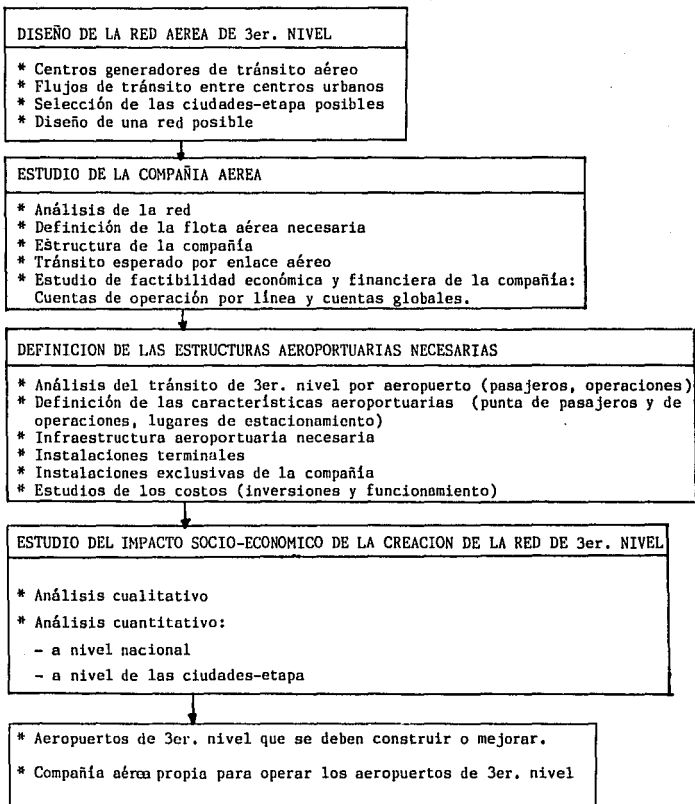 DISEÑO DE LA RED AEREA DE 3er. NIVEL
* Centros generadores de tránsito aéreo
* Flujos de tránsito entre centros urbanos
* Selección de las ciudades-etapa posibles
* Diseño de una red posible
ESTUDIO DE LA COMPAÑIA AEREA
* Análisis de la red
* Definición de la flota aérea necesaria
* Estructura de la compañía
* Tránsito esperado por enlace aéreo
* Estudio de factibilidad económica y financiera de la compañía:
Cuentas de operación por línea y cuentas globales.
DEFINICION DE LAS ESTRUCTURAS AEROPORTUARIAS NECESARIAS
* Análisis del tránsito de 3er. nivel por aeropuerto (pasajeros, operaciones)
* Definición de las características aeroportuarias (punta de pasajeros y de
operaciones, lugares de estacionamiento)
* Infraestructura aeroportuaria necesaria
* Instalaciones terminales
* Instalaciones exclusivas de la compañía
* Estudios de los costos (inversiones y funcionamiento)
ESTUDIO DEL IMPACTO SOCIO-ECONOMICO DE LA CREACION DE LA RED DE 3er. NIVEL
* Análisis cualitativo
* Análisis cuantitativo:
- a nivel nacional
- a nivel de las ciudades-etapa
* Aeropuertos de 3er. nivel que se deben construir o mejorar.
* Compañía aérea propia para operar los aeropuertos de 3er. nivel